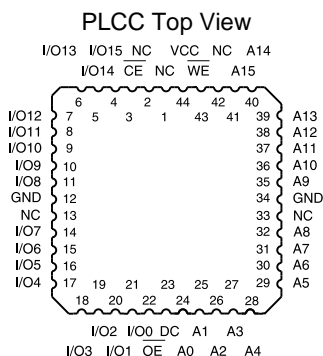 PLCC Top View
I/O13 I/O15 NC VCC NC A14
I/O14 CE NC WE A15
6 4 2 44 42 40
I/O12 7 5 3 1 43 41 39 A13
I/O11 8 38 A12
I/O10 9 37 A11
I/O9 10 36 A10
I/O8 11 35 A9
GND 12 34 GND
NC 13 33 NC
I/O7 14 32 A8
I/O6 15 31 A7
I/O5 16 30 A6
I/O4 17 19 21 23 25 27 29 A5
18 20 22 24 26 28
I/O2 I/O0 DC A1 A3
I/O3 I/O1 OE A0 A2 A4